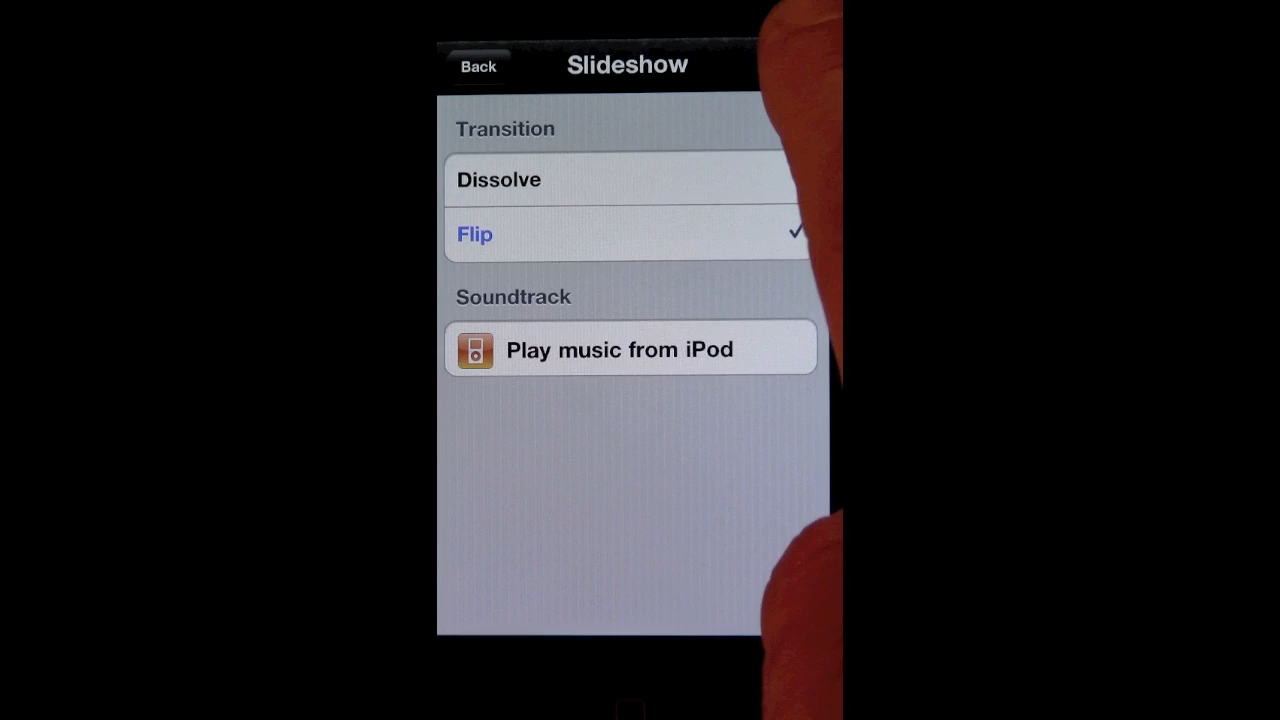 Back
Slideshow
Transition
Dissolve
Flip
Soundtrack
Play music from iPod